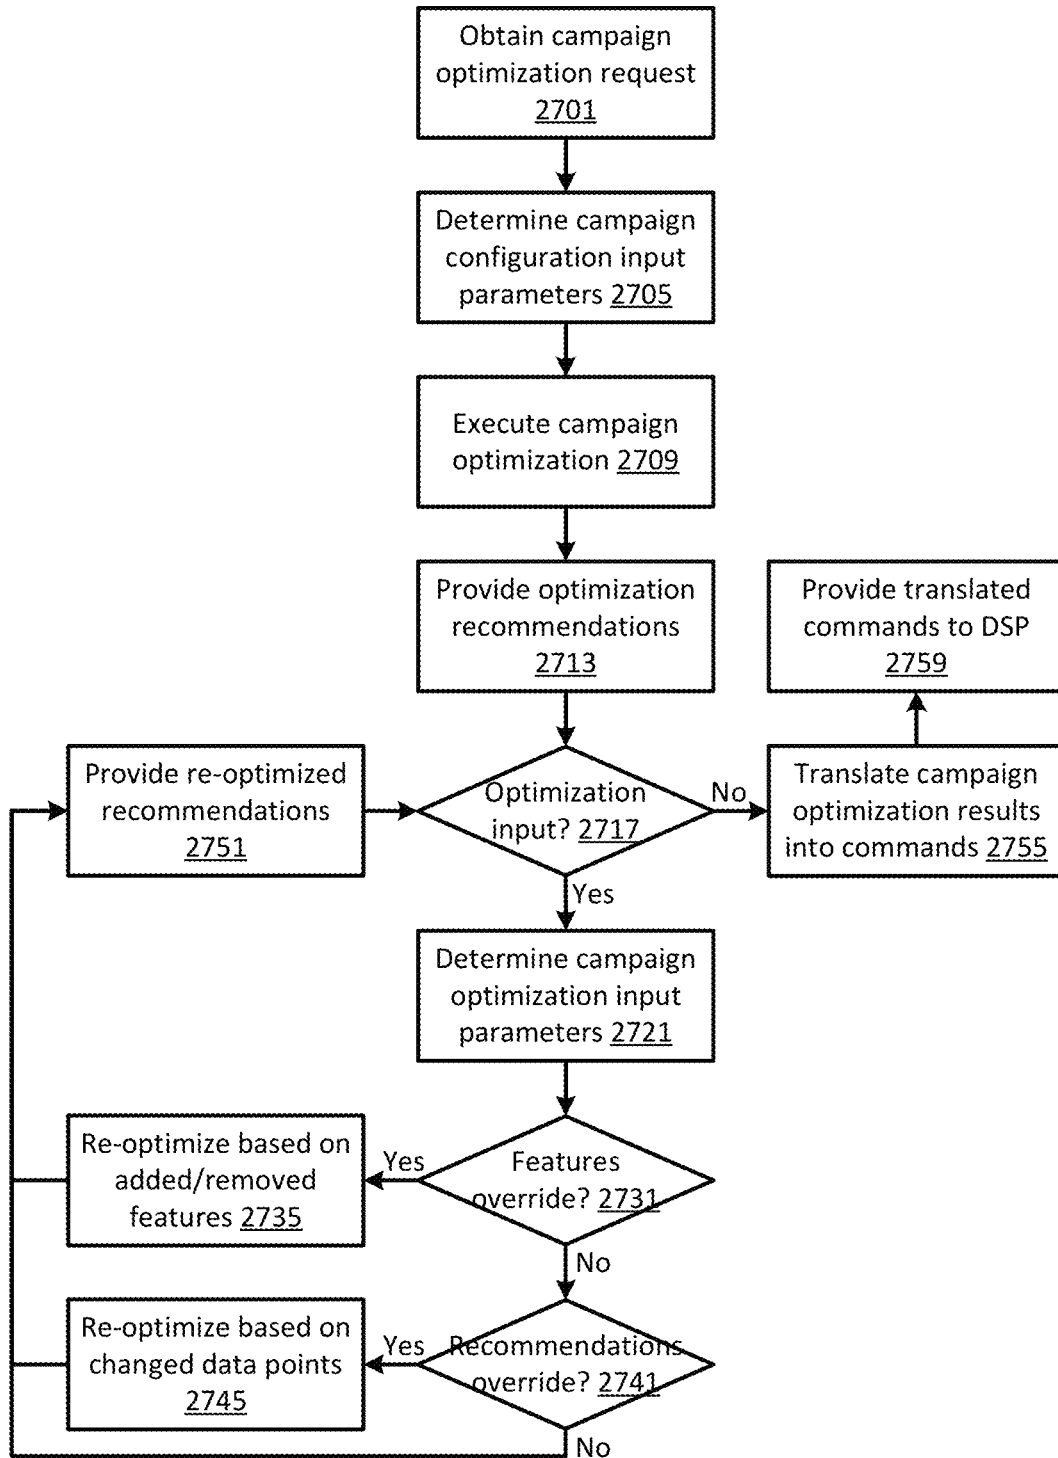 Obtain campaign
optimization request
2701
Determine campaign
configuration input
parameters 2705
Execute campaign
optimization 2709
Provide optimization
recommendations
2713
Provide translated
commands to DSP
2759
Provide re-optimized
recommendations
2751
Optimization
input? 2717
No
Translate campaign
optimization results
into commands 2755
Yes
Determine campaign
optimization input
parameters 2721
Re-optimize based on
added/removed
features 2735
Yes
Features
override? 2731
No
Re-optimize based on
changed data points
2745
Yes
Recommendations
override? 2741
No